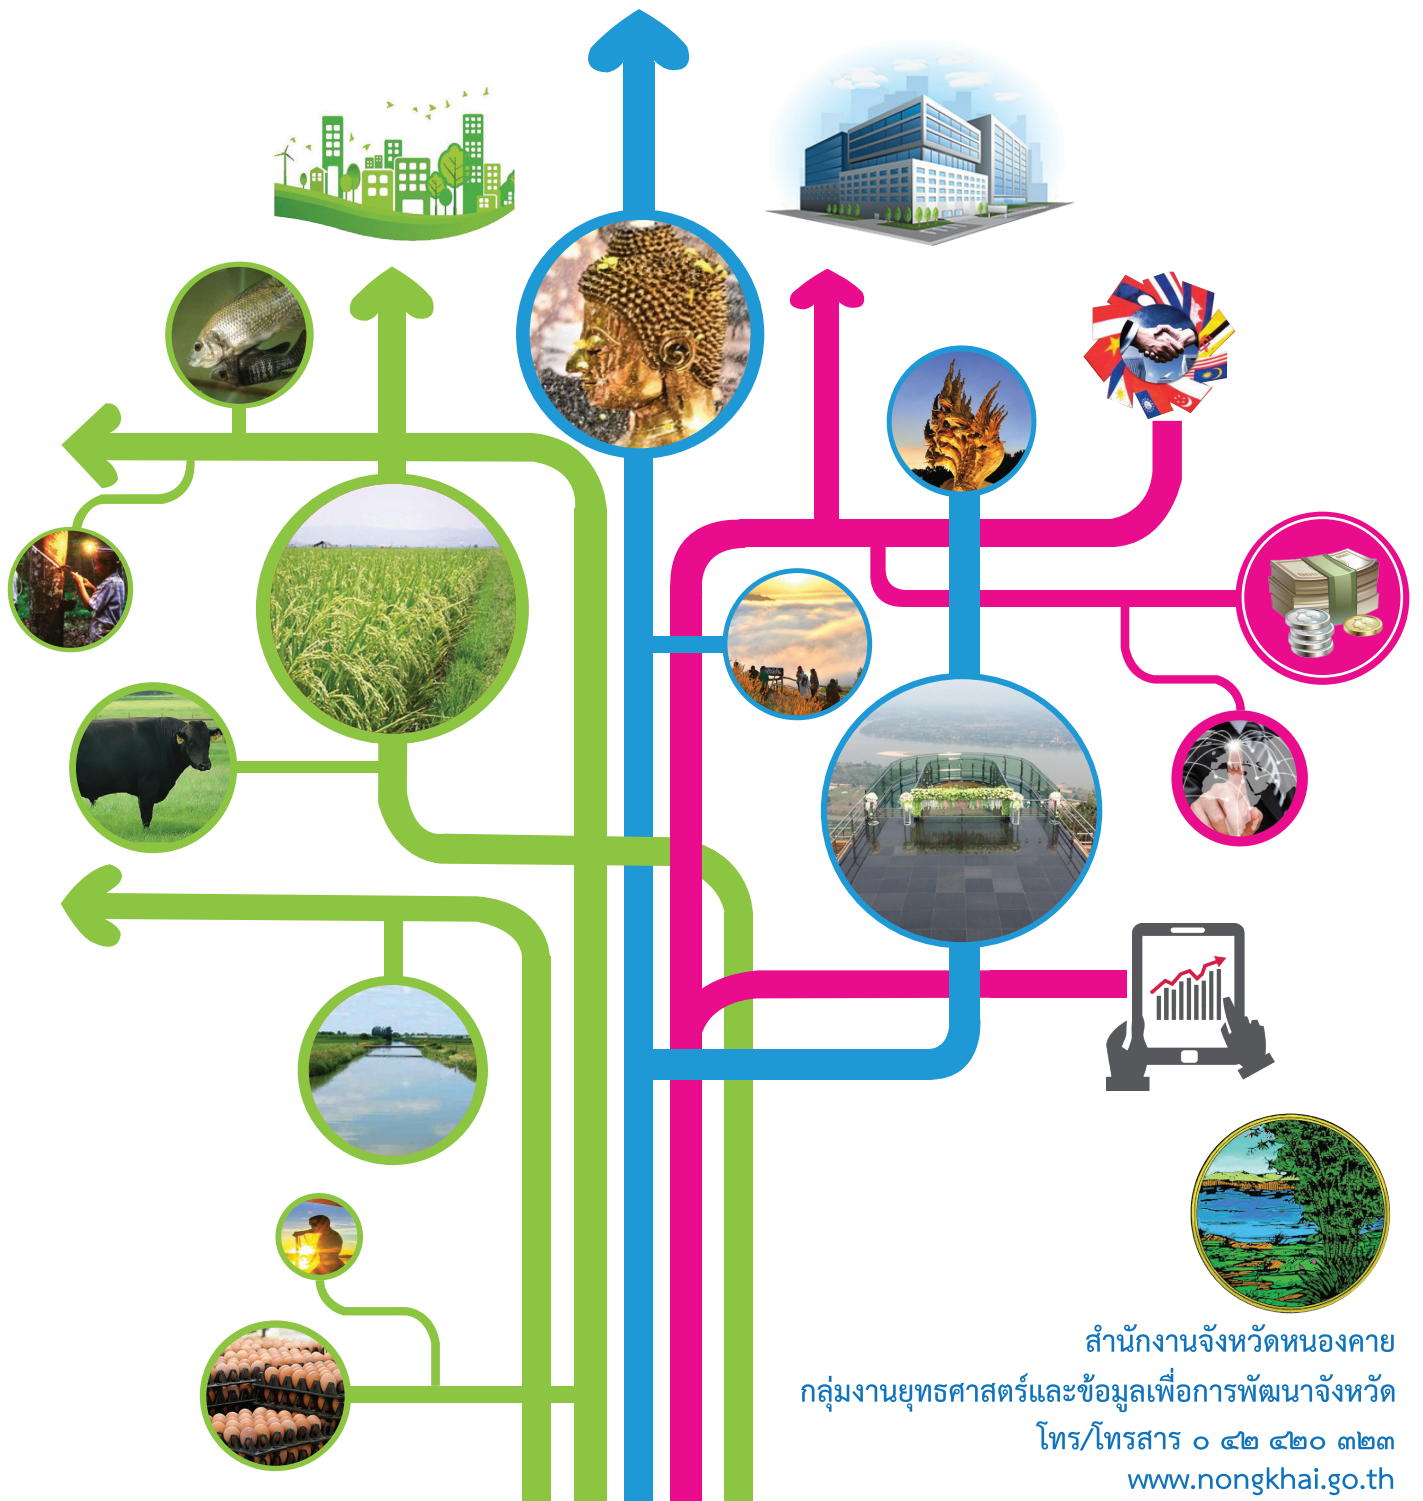 สำนักงานจังหวัดหนองคาย
กลุ่มงานยุทธศาสตร์และข้อมูลเพื่อการพัฒนาจังหวัด
โทร/โทรสาร ๐ ๔๒ ๔๒๐ ๓๒๓
www.nongkhai.go.th